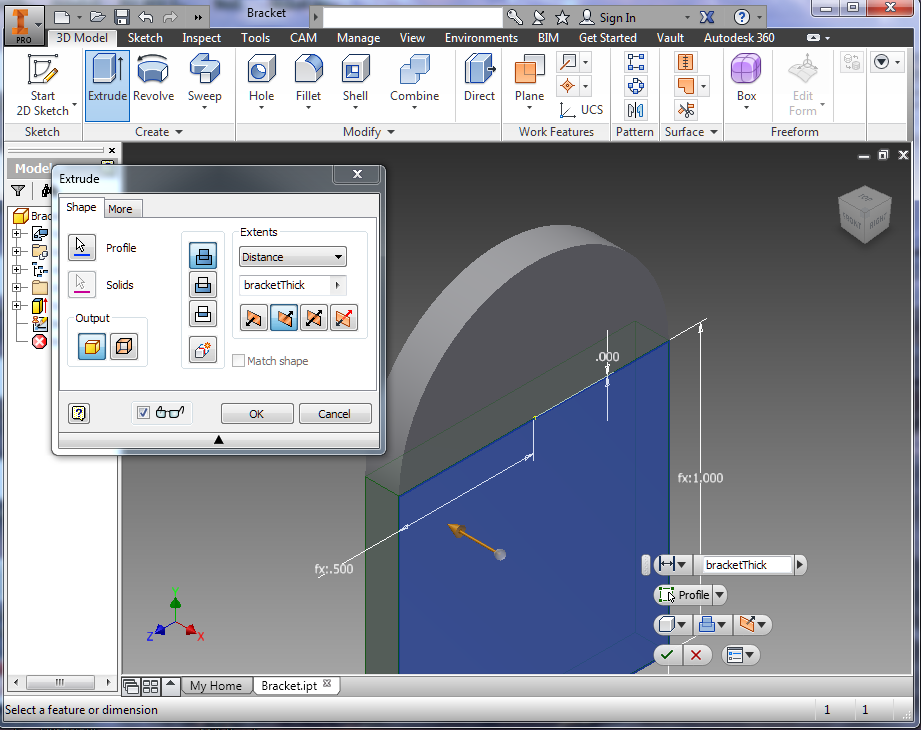 Bracket
Sign In
PRO
3D Model Sketch Inspect Tools CAM Manage View Environments BIM Get Started Vault Autodesk 360
Start
2D Sketch
Extrude Revolve Sweep
Hole Fillet Shell Combine
Direct
Plane
UCS
Box
Edit
Form
Sketch Create Modify Work Features Pattern Surface Freeform
Model
Brac
Extrude
Shape More
Profile
Solids
Output
Extents
Distance
bracketThick
Match shape
OK Cancel
TOP
FRONT RIGHT
.000
fx:1.000
fx:.500
bracketThick
Profile
Y
Z X
My Home Bracket.ipt
Select a feature or dimension 1 1